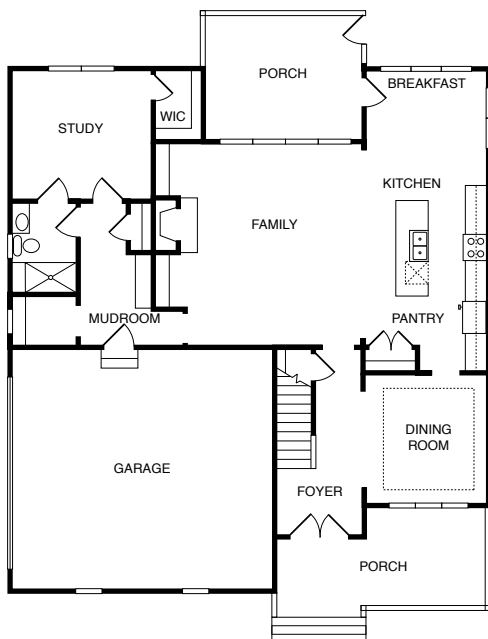 PORCH
BREAKFAST
WIC
STUDY
KITCHEN
FAMILY
MUDROOM
PANTRY
DINING
ROOM
GARAGE
FOYER
PORCH